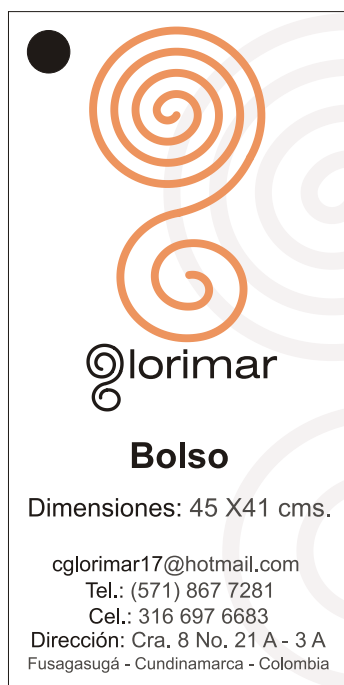 glorimar
Bolso
Dimensiones: 45 X41 cms.
cglorimar17@hotmail.com
Tel.: (571) 867 7281
Cel.: 316 697 6683
Dirección: Cra. 8 No. 21 A - 3 A
Fusagasugá - Cundinamarca - Colombia